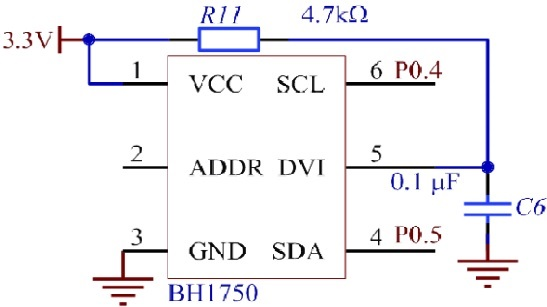 R11 4.7kΩ
3.3V
1 VCC SCL 6 P0.4
2 ADDR DVI 5
0.1 μF
C6
3 GND SDA 4 P0.5
BH1750